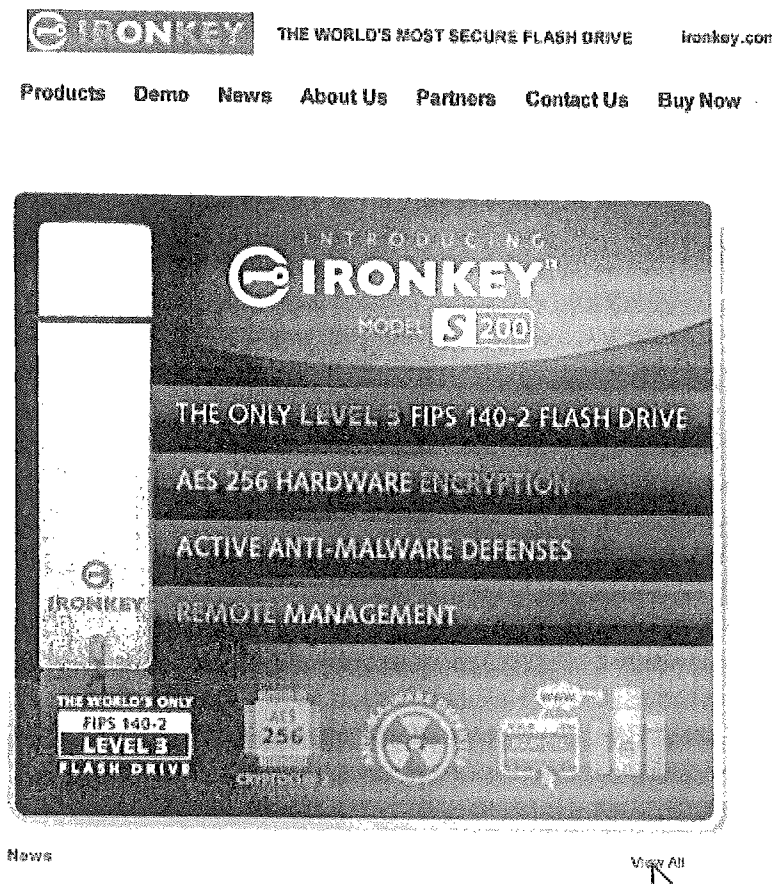 IRONKEY THE WORLD'S MOST SECURE FLASH DRIVE ironkey.com
Products Demo News About Us Partners Contact Us Buy Now
INTRODUCING
IRONKEY
MODEL S200
THE ONLY LEVEL 3 FIPS 140-2 FLASH DRIVE
AES 256 HARDWARE ENCRYPTION
ACTIVE ANTI-MALWARE DEFENSES
REMOTE MANAGEMENT
IRONKEY
THE WORLD'S ONLY
FIPS 140-2
LEVEL 3
FLASH DRIVE
AES
256
News
View All